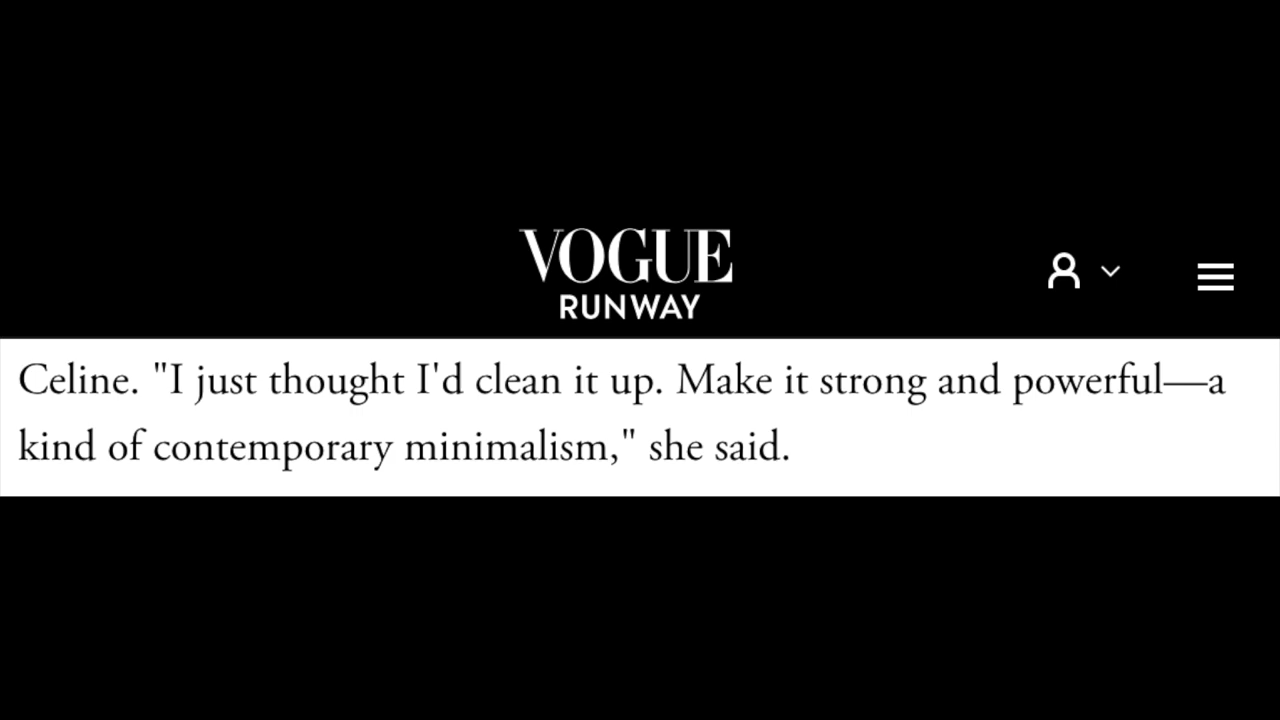 VOGUE
RUNWAY
Celine. "I just thought I'd clean it up. Make it strong and powerful—a
kind of contemporary minimalism," she said.